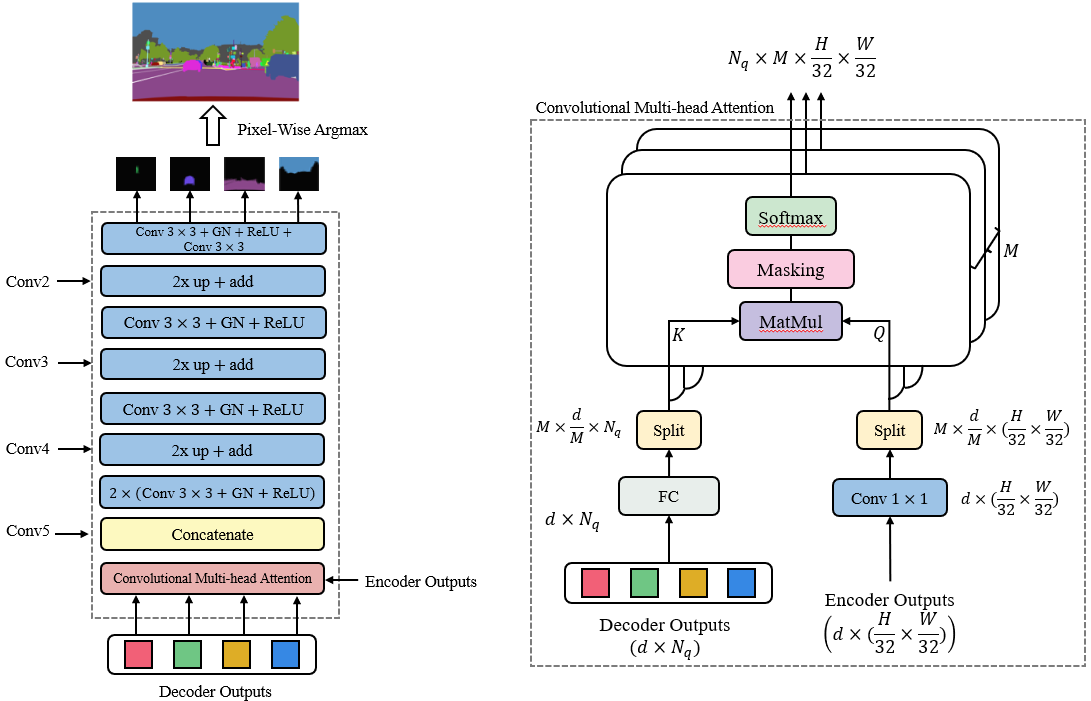 Pixel-Wise Argmax
Conv 3 × 3 + GN + ReLU +
Conv 3 × 3
Conv2
2x up + add
Conv 3 × 3 + GN + ReLU
Conv3
2x up + add
Conv 3 × 3 + GN + ReLU
Conv4
2x up + add
2 × (Conv 3 × 3 + GN + ReLU)
Conv5
Concatenate
Convolutional Multi-head Attention
Encoder Outputs
Decoder Outputs
N_q × M × H/32 × W/32
Convolutional Multi-head Attention
Softmax
Masking
MatMul
K
Q
M
M × d/M × N_q
Split
Split
M × d/M × (H/32 × W/32)
FC
Conv 1 × 1
d × (H/32 × W/32)
d × N_q
Decoder Outputs
(d × N_q)
Encoder Outputs
(d × (H/32 × W/32))